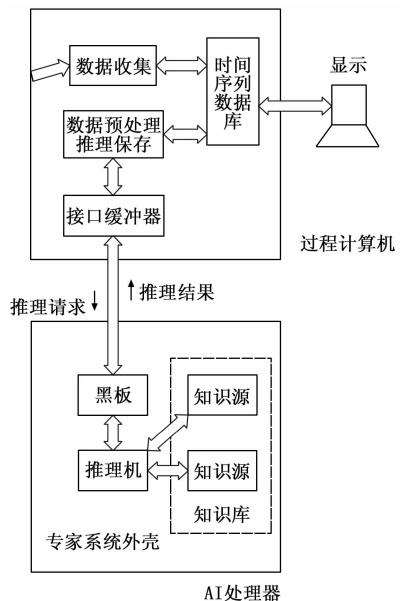 数据收集
时间
序列
数据
库
显示
数据预处理
推理保存
接口缓冲器
过程计算机
推理请求
推理结果
黑板
知识源
推理机
知识源
知识库
专家系统外壳
AI处理器